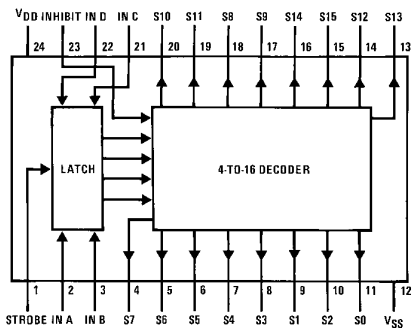 VDD INHIBIT IN D IN C S10 S11 S8 S9 S14 S15 S12 S13
24 23 22 21 20 19 18 17 16 15 14 13
LATCH 4-TO-16 DECODER
1 2 3 4 5 6 7 8 9 10 11 12
STROBE IN A IN B S7 S6 S5 S4 S3 S1 S2 S0 VSS